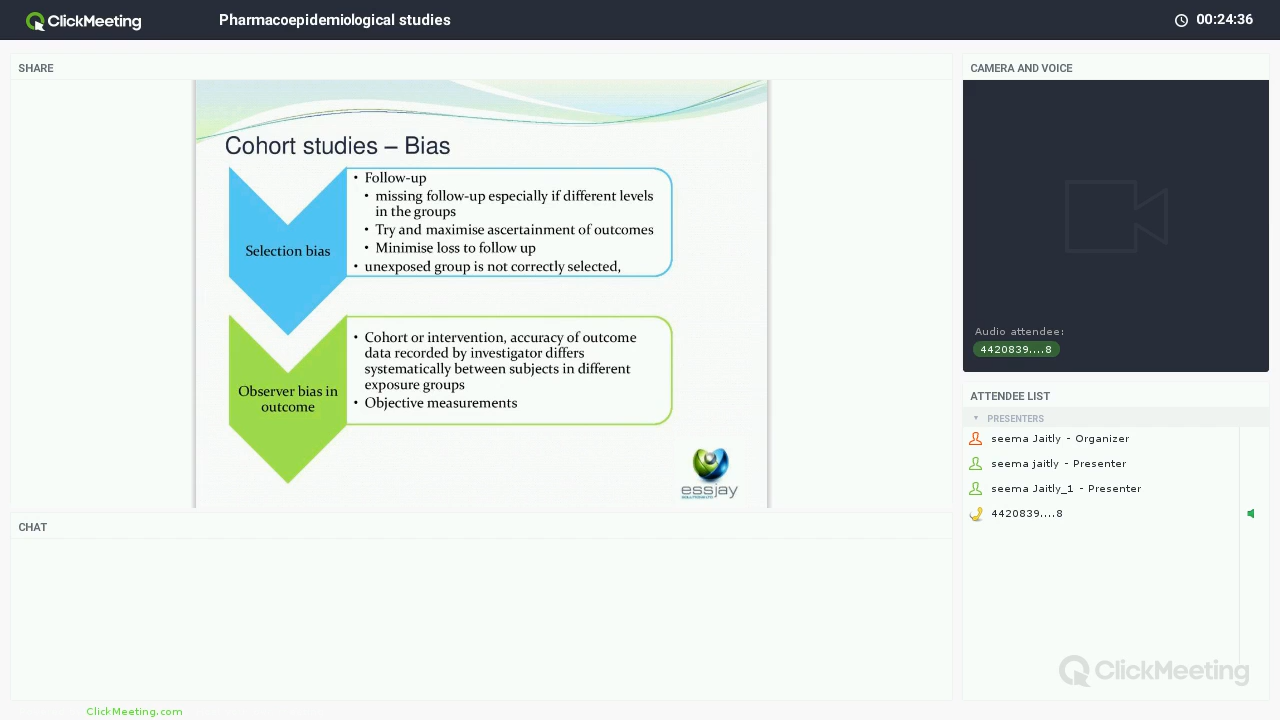 ClickMeeting
Pharmacoepidemiological studies
00:24:36
SHARE
Cohort studies – Bias
Selection bias
• Follow-up
• missing follow-up especially if different levels
in the groups
• Try and maximise ascertainment of outcomes
• Minimise loss to follow up
• unexposed group is not correctly selected,
Observer bias in
outcome
• Cohort or intervention, accuracy of outcome
data recorded by investigator differs
systematically between subjects in different
exposure groups
• Objective measurements
essjay
CHAT
CAMERA AND VOICE
Audio attendee:
4420839....8
ATTENDEE LIST
PRESENTERS
seema Jaitly - Organizer
seema jaitly - Presenter
seema Jaitly_1 - Presenter
4420839....8
ClickMeeting
ClickMeeting.com